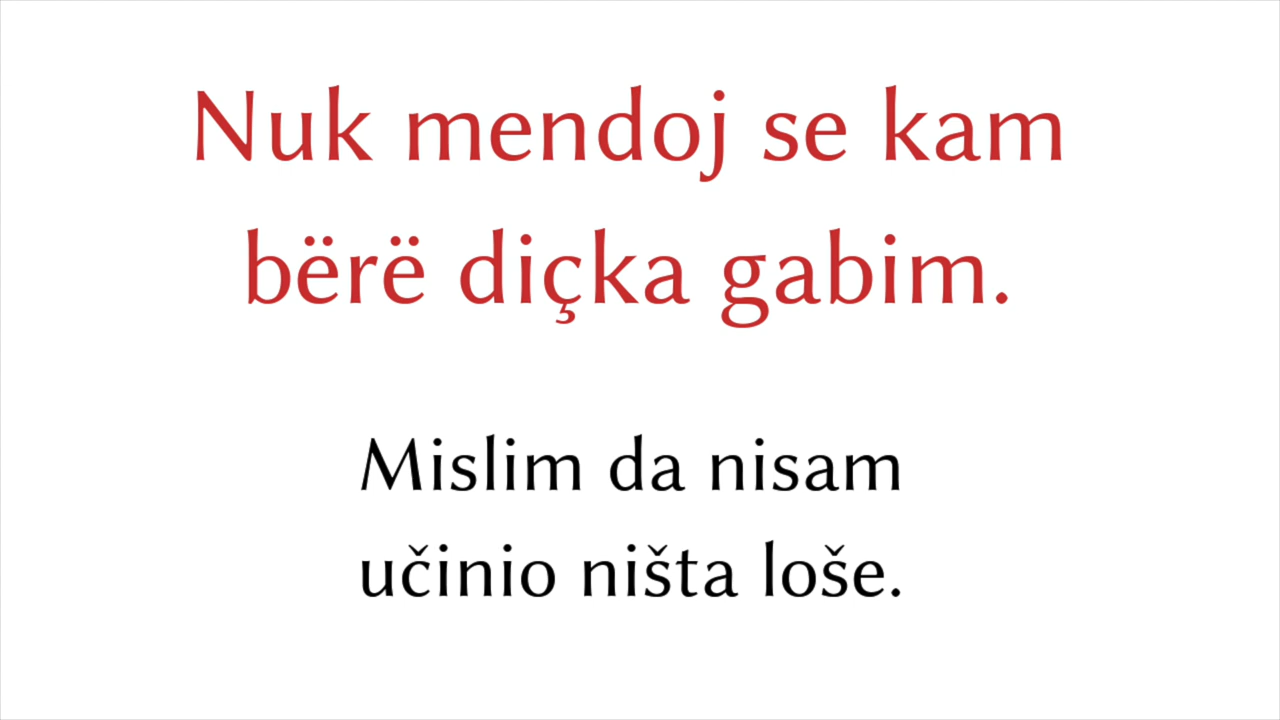 Nuk mendoj se kam
bërë diçka gabim.
Mislim da nisam
učinio ništa loše.